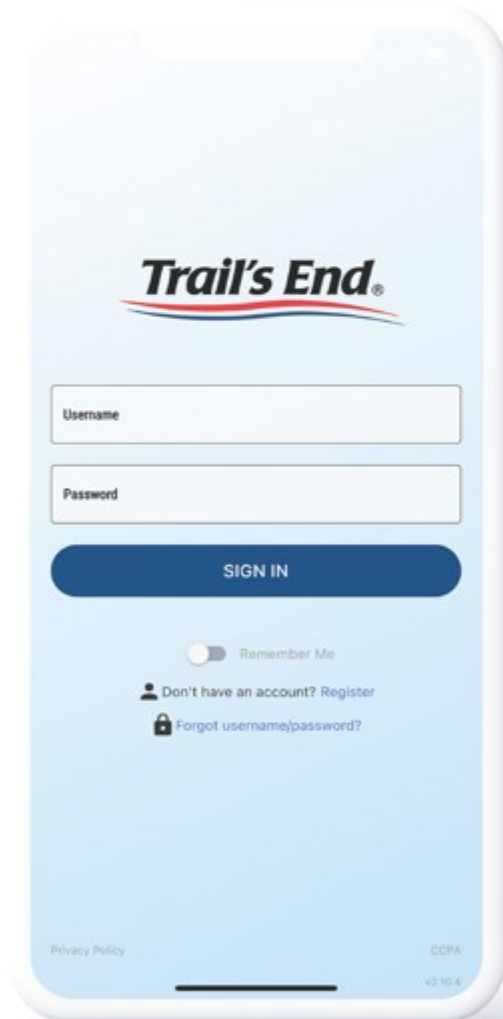 Trail's End®
Username
Password
SIGN IN
Remember Me
Don't have an account? Register
Forgot username/password?
Privacy Policy
CCPA
v2.10.4